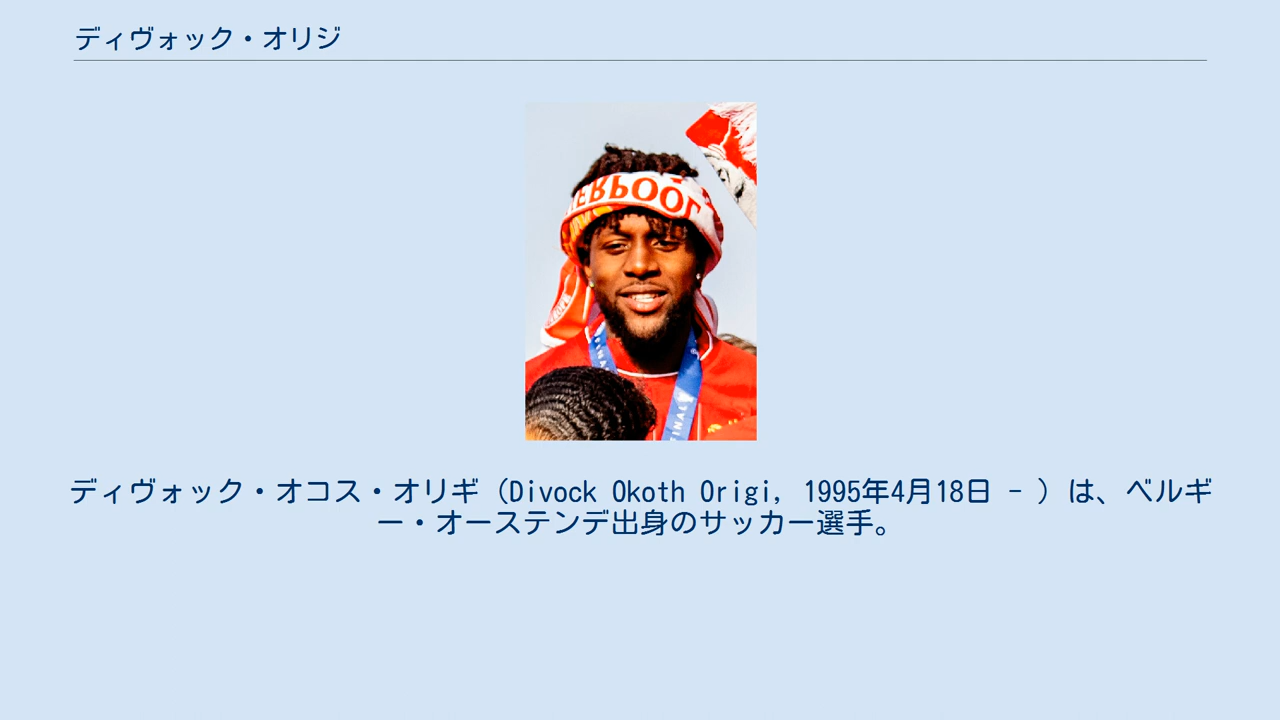 ディヴォック・オリジ
ERPOOL
FINAL
ディヴォック・オコス・オリギ（Divock Okoth Origi, 1995年4月18日 - ）は、ベルギ
ー・オーステンデ出身のサッカー選手。